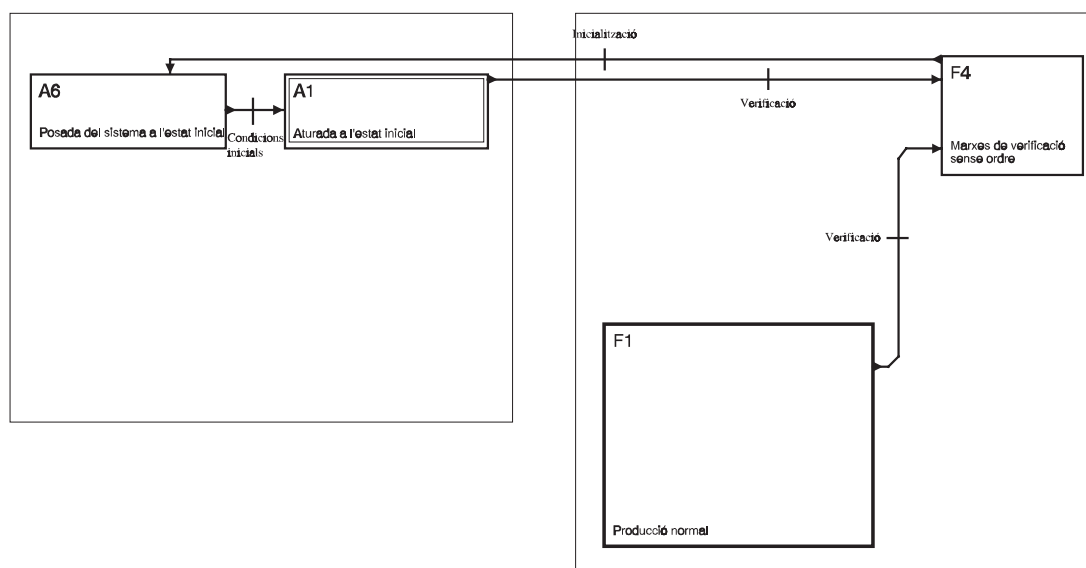 Inicialització
A6
Posada del sistema a l'estat inicial
Condicions
inicials
A1
Aturada a l'estat inicial
Verificació
F4
Marxes de verificació
sense ordre
Verificació
F1
Producció normal